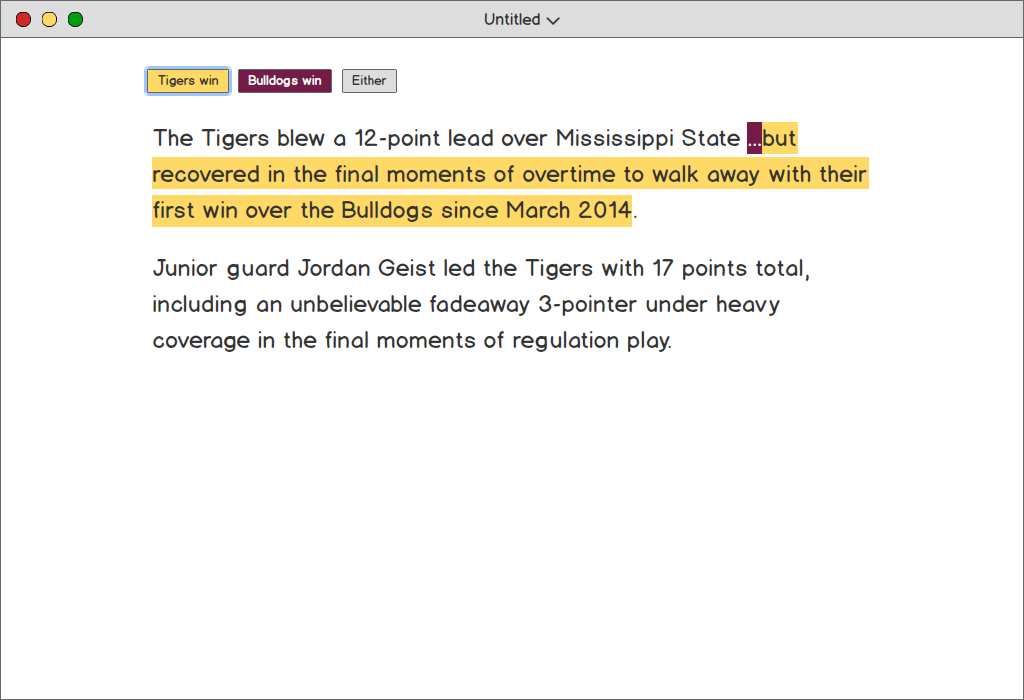 Untitled
Tigers win Bulldogs win Either
The Tigers blew a 12-point lead over Mississippi State ...but
recovered in the final moments of overtime to walk away with their
first win over the Bulldogs since March 2014.
Junior guard Jordan Geist led the Tigers with 17 points total,
including an unbelievable fadeaway 3-pointer under heavy
coverage in the final moments of regulation play.